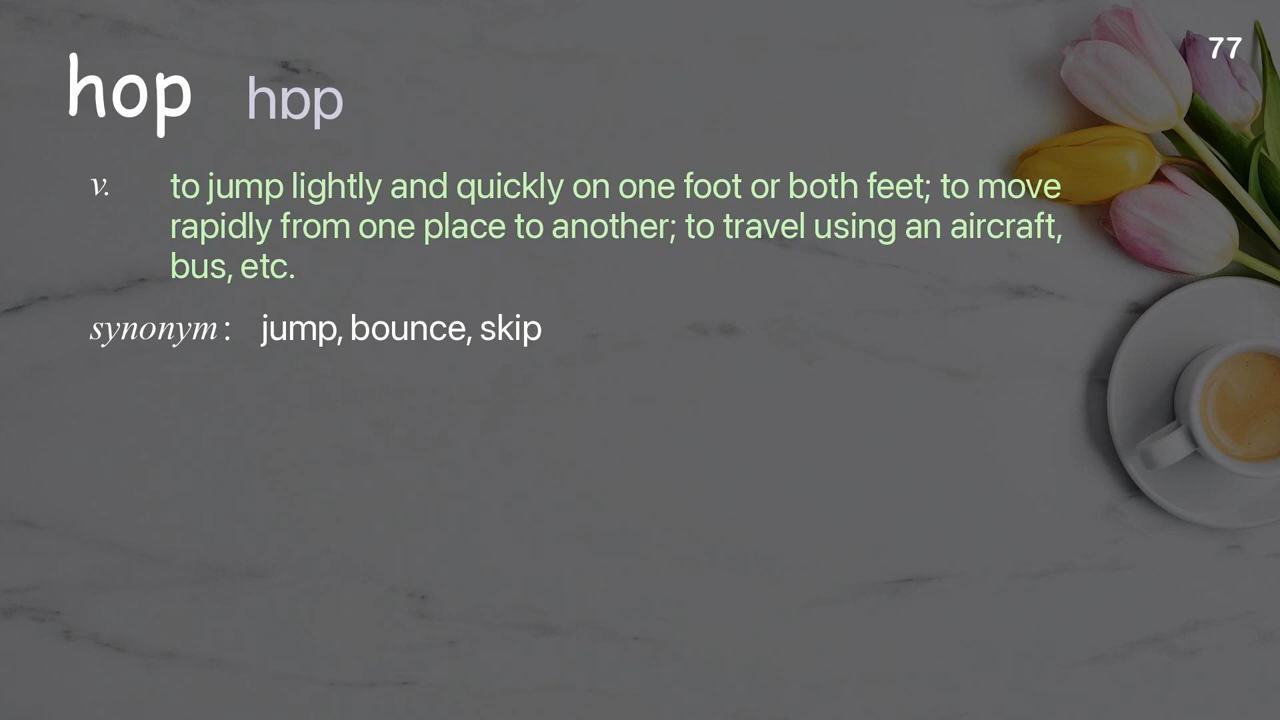 77
hop hɒp
v. to jump lightly and quickly on one foot or both feet; to move
rapidly from one place to another; to travel using an aircraft,
bus, etc.
synonym: jump, bounce, skip